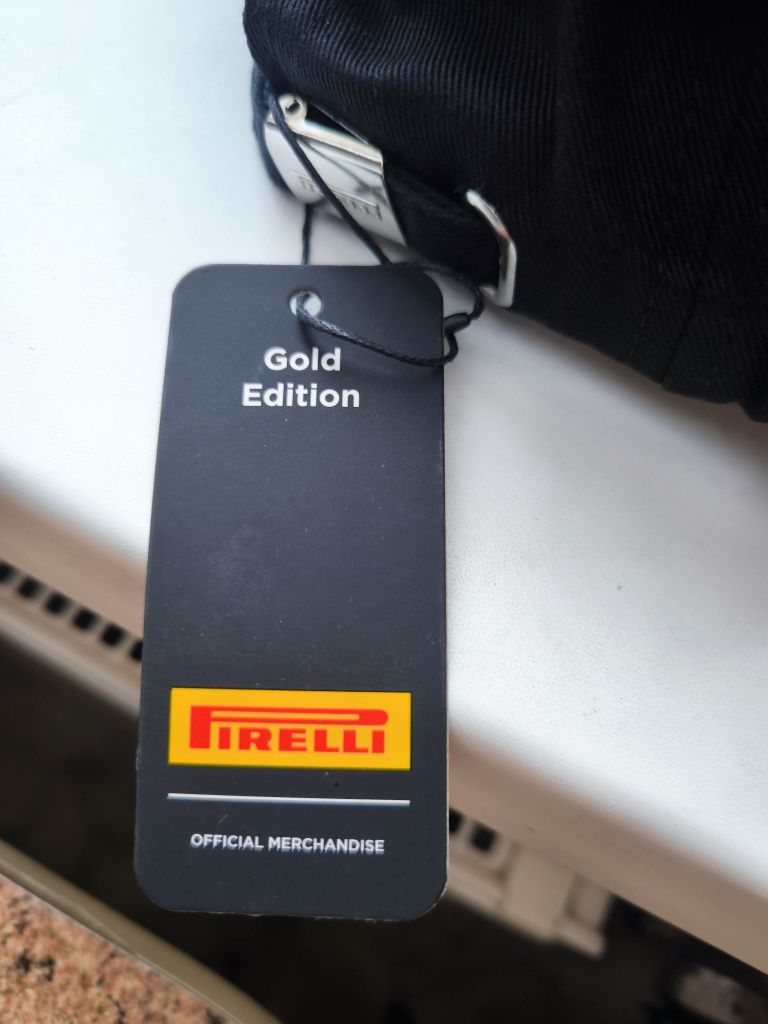 Gold
Edition
PIRELLI
OFFICIAL MERCHANDISE